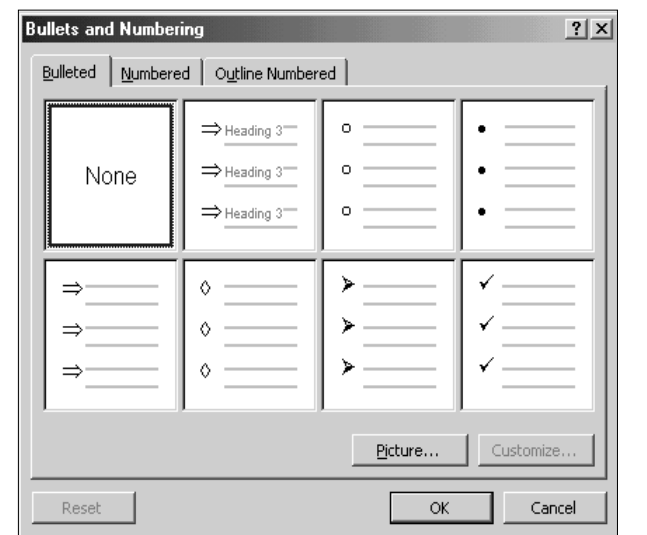 Bullets and Numbering
Bulleted Numbered Outline Numbered
None
Heading 3
Heading 3
Heading 3
Picture... Customize...
Reset OK Cancel